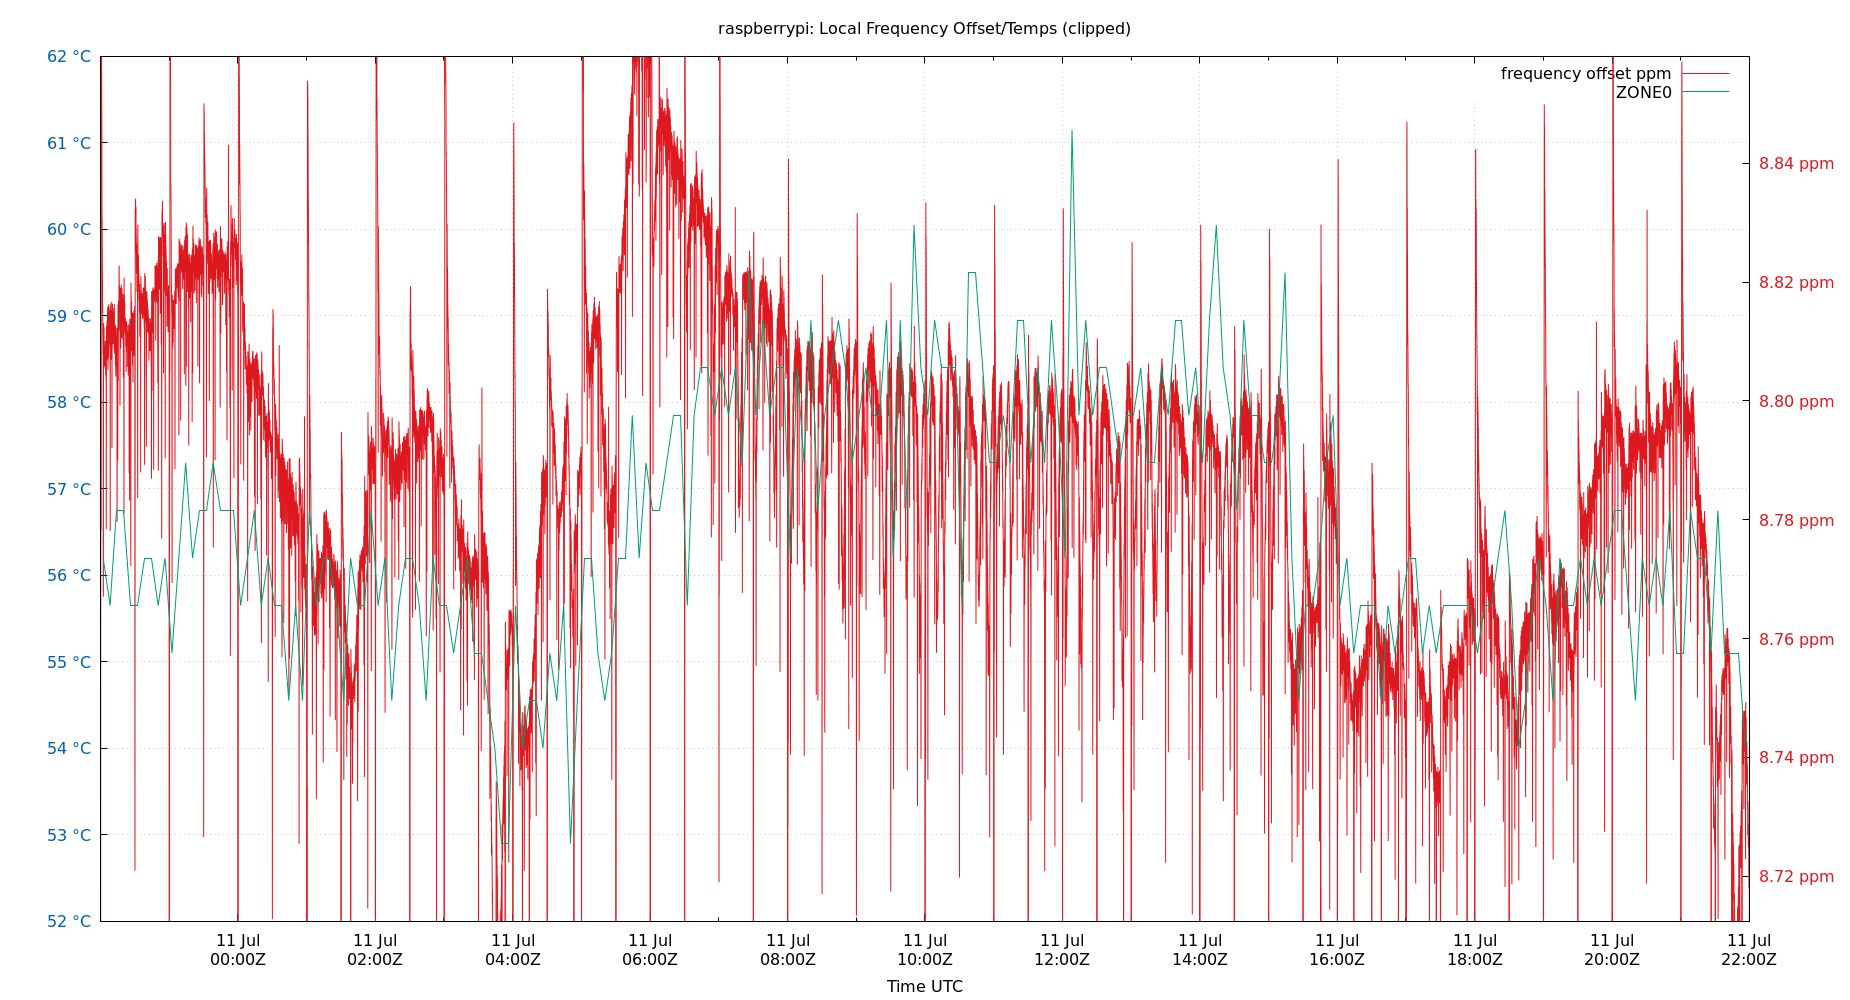 raspberrypi: Local Frequency Offset/Temps (clipped)
62 °C
61 °C
60 °C
59 °C
58 °C
57 °C
56 °C
55 °C
54 °C
53 °C
52 °C
frequency offset ppm
ZONE0
8.84 ppm
8.82 ppm
8.80 ppm
8.78 ppm
8.76 ppm
8.74 ppm
8.72 ppm
11 Jul 11 Jul 11 Jul 11 Jul 11 Jul 11 Jul 11 Jul 11 Jul 11 Jul 11 Jul 11 Jul 11 Jul
00:00Z 02:00Z 04:00Z 06:00Z 08:00Z 10:00Z 12:00Z 14:00Z 16:00Z 18:00Z 20:00Z 22:00Z
Time UTC